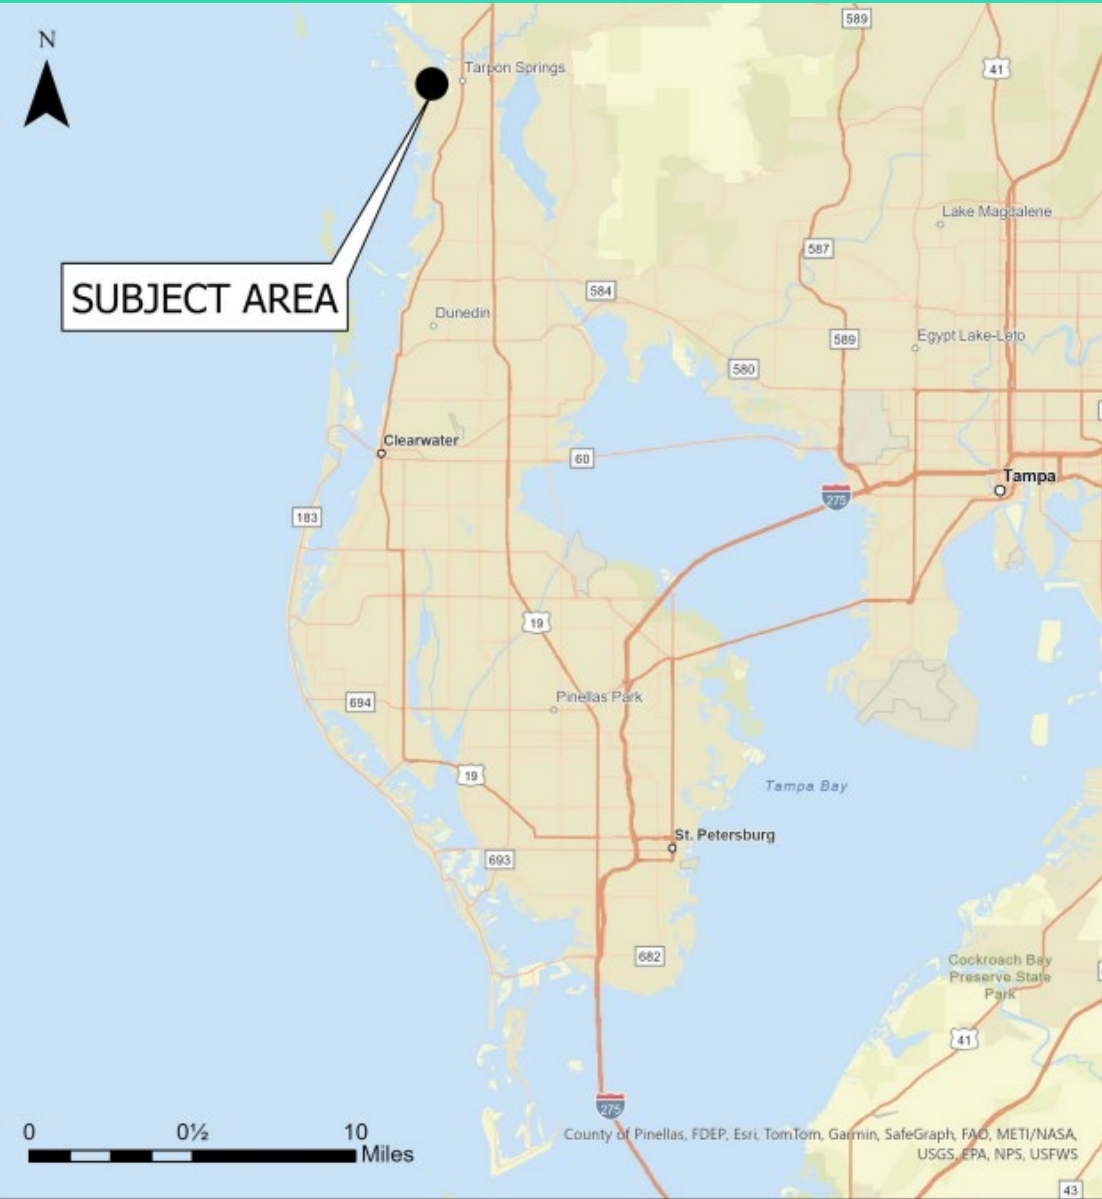 589
N
Tarpon Springs
41
Lake Magdalene
587
SUBJECT AREA
584
Dunedin
589
Egypt Lake-Leto
580
Clearwater
60
Tampa
275
183
19
694
Pinellas Park
19
Tampa Bay
St. Petersburg
693
682
Cockroach Bay
Preserve State
Park
41
275
0 0½ 10
Miles
County of Pinellas, FDEP, Esri, TomTom, Garmin, SafeGraph, FAO, METI/NASA,
USGS, EPA, NPS, USFWS
43